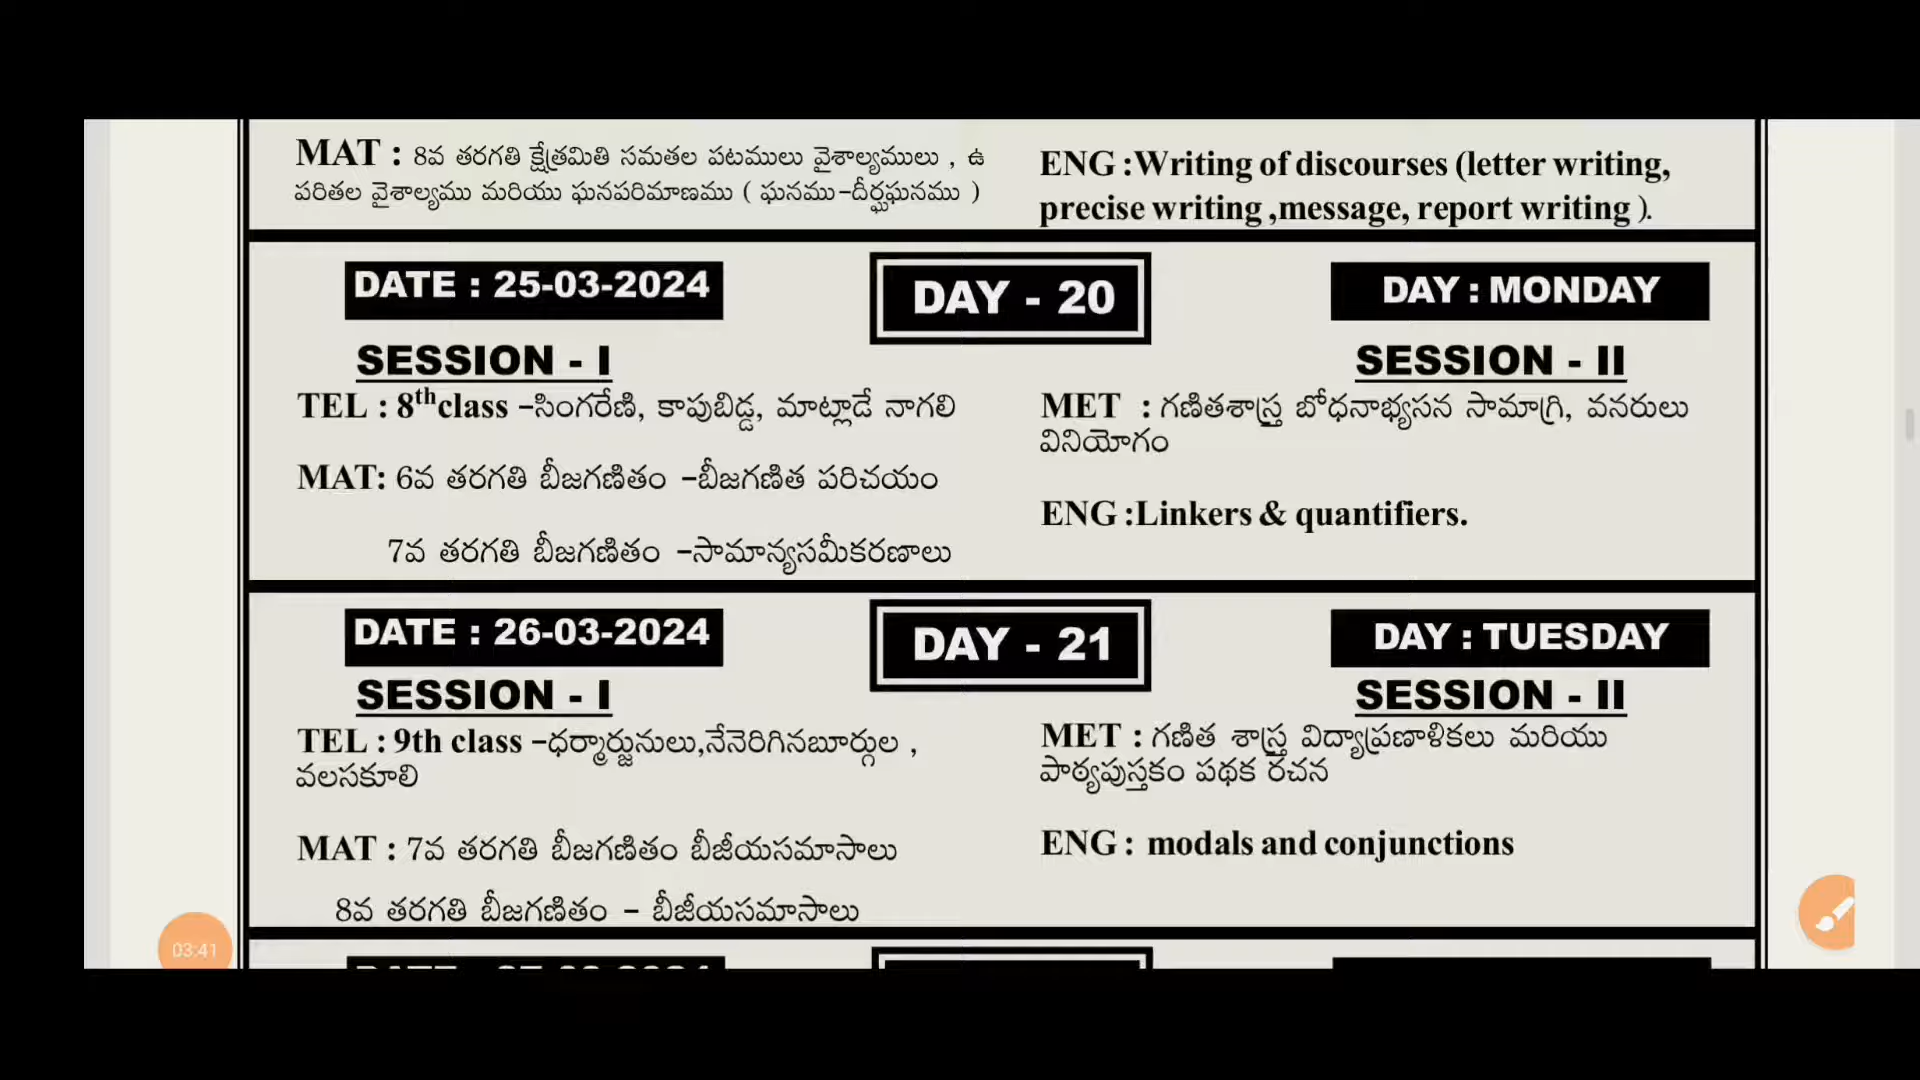 MAT : 8వ తరగతి క్షేత్రమితి సమతల పటములు వైశాల్యములు , ఉ
పరితల వైశాల్యము మరియు ఘనపరిమాణము ( ఘనము-దీర్ఘఘనము )
ENG :Writing of discourses (letter writing,
precise writing ,message, report writing ).
DATE : 25-03-2024
DAY - 20
DAY : MONDAY
SESSION - I
TEL : 8thclass -సింగరేణి, కాపుబిడ్డ, మాట్లాడే నాగలి
MAT: 6వ తరగతి బీజగణితం -బీజగణిత పరిచయం
7వ తరగతి బీజగణితం -సామాన్యసమీకరణాలు
SESSION - II
MET : గణితశాస్త్ర బోధనాభ్యసన సామాగ్రి, వనరులు
వినియోగం
ENG :Linkers & quantifiers.
DATE : 26-03-2024
DAY - 21
DAY : TUESDAY
SESSION - I
TEL : 9th class -ధర్మార్జునులు,నేనెరిగినబూర్గుల ,
వలసకూలి
MAT : 7వ తరగతి బీజగణితం బీజీయసమాసాలు
8వ తరగతి బీజగణితం - బీజీయసమాసాలు
SESSION - II
MET : గణిత శాస్త్ర విద్యాప్రణాళికలు మరియు
పాఠ్యపుస్తకం పథక రచన
ENG : modals and conjunctions
03:41